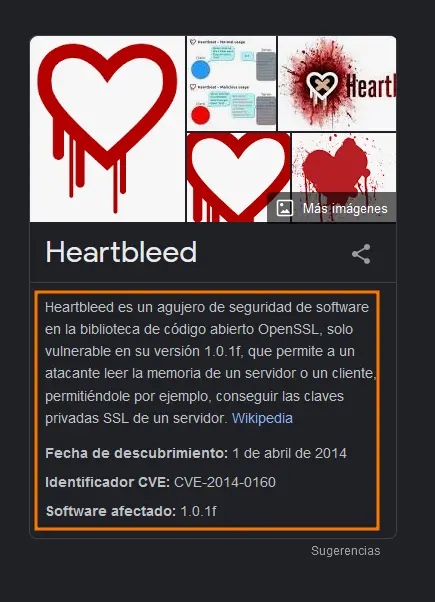 Heartbleed - Normal usage
Heartbeat - Malicious usage
Heartl
Más imágenes
Heartbleed
Heartbleed es un agujero de seguridad de software
en la biblioteca de código abierto OpenSSL, solo
vulnerable en su versión 1.0.1f, que permite a un
atacante leer la memoria de un servidor o un cliente,
permitiéndole por ejemplo, conseguir las claves
privadas SSL de un servidor. Wikipedia
Fecha de descubrimiento: 1 de abril de 2014
Identificador CVE: CVE-2014-0160
Software afectado: 1.0.1f
Sugerencias